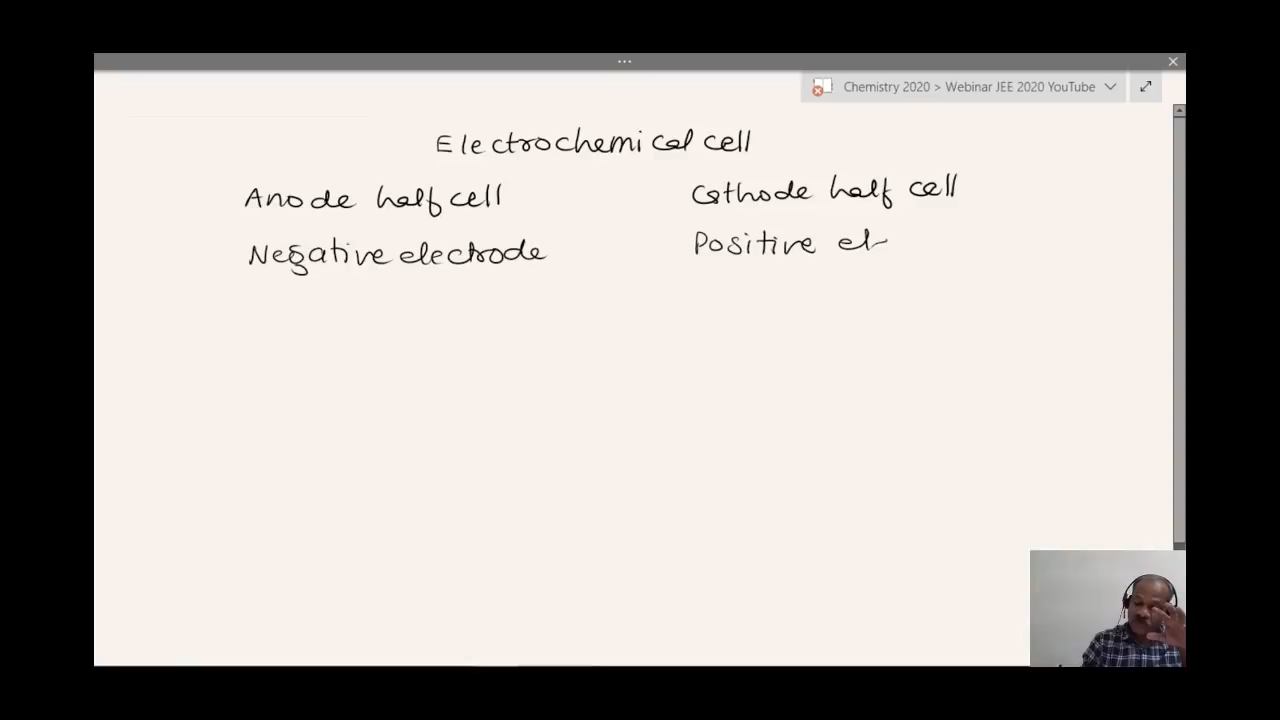 Chemistry 2020 > Webinar JEE 2020 YouTube
Electrochemical cell
Anode half cell
Cathode half cell
Negative electrode
Positive el